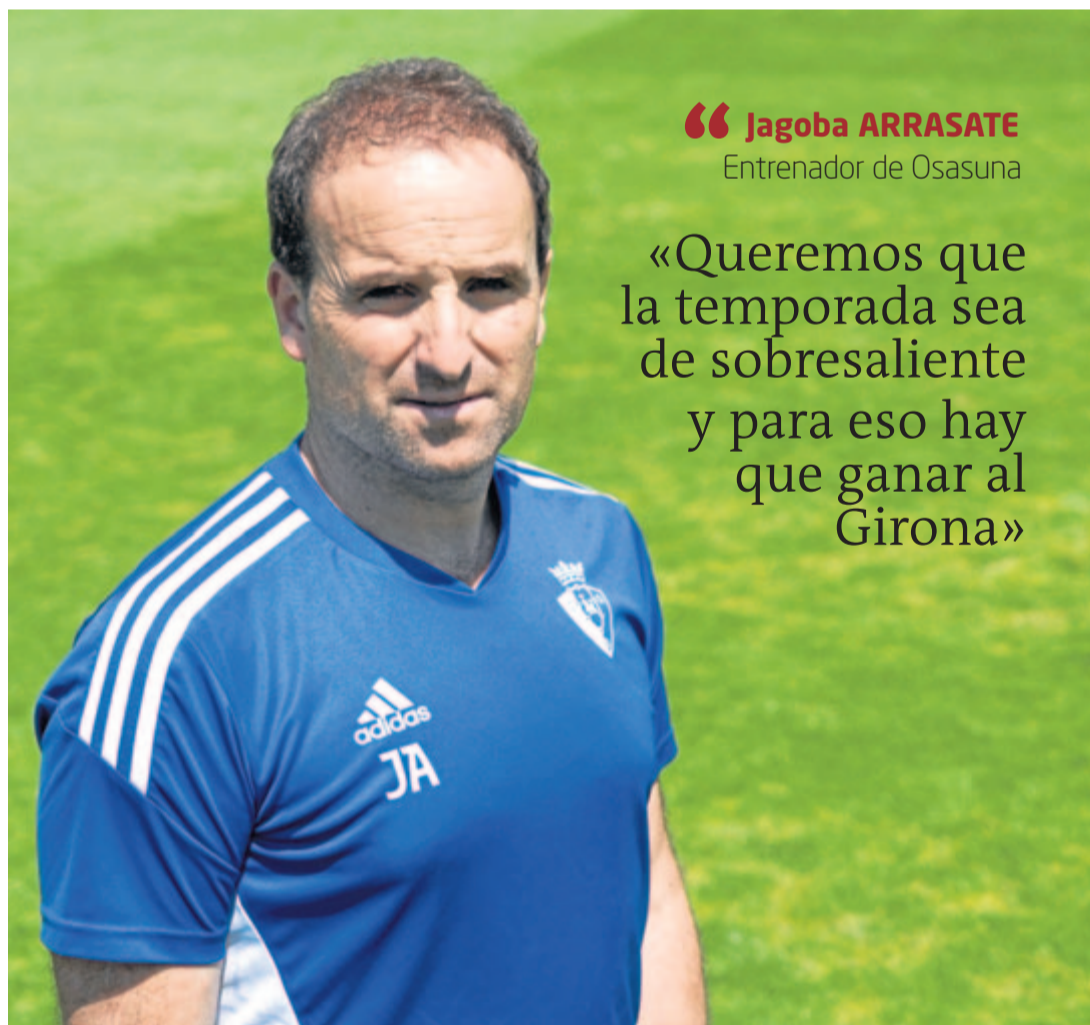 “ Jagoba ARRASATE
Entrenador de Osasuna
«Queremos que
la temporada sea
de sobresaliente
y para eso hay
que ganar al
Girona»
adidas
JA